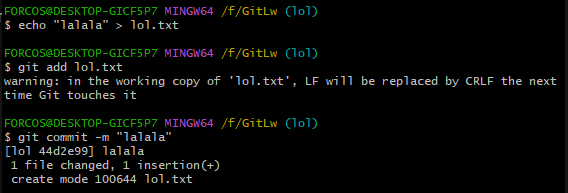 FORCOS@DESKTOP-GICF5P7 MINGW64 /f/GitLw (lol)
$ echo "lalala" > lol.txt
FORCOS@DESKTOP-GICF5P7 MINGW64 /f/GitLw (lol)
$ git add lol.txt
warning: in the working copy of 'lol.txt', LF will be replaced by CRLF the next
time Git touches it
FORCOS@DESKTOP-GICF5P7 MINGW64 /f/GitLw (lol)
$ git commit -m "lalala"
[lol 44d2e99] lalala
 1 file changed, 1 insertion(+)
 create mode 100644 lol.txt